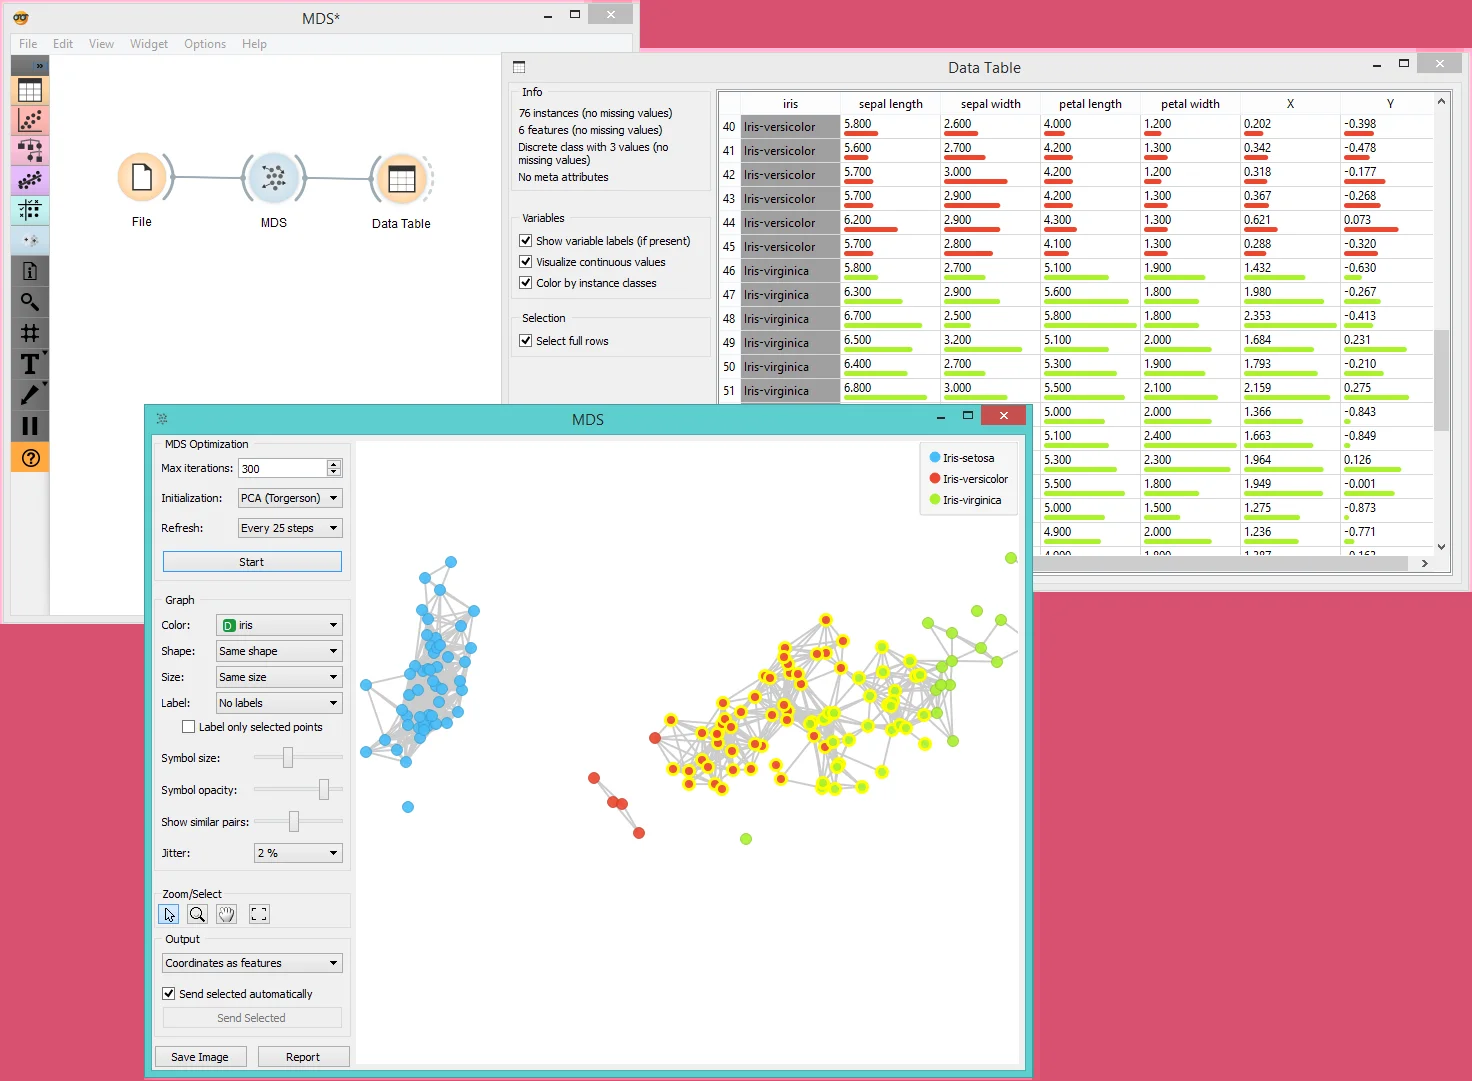 MDS*
File Edit View Widget Options Help
File
MDS
Data Table
Data Table
Info
76 instances (no missing values)
6 features (no missing values)
Discrete class with 3 values (no
missing values)
No meta attributes
Variables
Show variable labels (if present)
Visualize continuous values
Color by instance classes
Selection
Select full rows
iris sepal length sepal width petal length petal width X Y
40 Iris-versicolor 5.800 2.600 4.000 1.200 0.202 -0.398
41 Iris-versicolor 5.600 2.700 4.200 1.300 0.342 -0.478
42 Iris-versicolor 5.700 3.000 4.200 1.200 0.318 -0.177
43 Iris-versicolor 5.700 2.900 4.200 1.300 0.367 -0.268
44 Iris-versicolor 6.200 2.900 4.300 1.300 0.621 0.073
45 Iris-versicolor 5.700 2.800 4.100 1.300 0.288 -0.320
46 Iris-virginica 5.800 2.700 5.100 1.900 1.432 -0.630
47 Iris-virginica 6.300 2.900 5.600 1.800 1.980 -0.267
48 Iris-virginica 6.700 2.500 5.800 1.800 2.353 -0.413
49 Iris-virginica 6.500 3.200 5.100 2.000 1.684 0.231
50 Iris-virginica 6.400 2.700 5.300 1.900 1.793 -0.210
51 Iris-virginica 6.800 3.000 5.500 2.100 2.159 0.275
5.000 2.000 1.366 -0.843
5.100 2.400 1.663 -0.849
5.300 2.300 1.964 0.126
5.500 1.800 1.949 -0.001
5.000 1.500 1.275 -0.873
4.900 2.000 1.236 -0.771
MDS
MDS Optimization
Max iterations: 300
Initialization: PCA (Torgerson)
Refresh: Every 25 steps
Start
Graph
Color: D iris
Shape: Same shape
Size: Same size
Label: No labels
Label only selected points
Symbol size:
Symbol opacity:
Show similar pairs:
Jitter: 2 %
Zoom/Select
Output
Coordinates as features
Send selected automatically
Send Selected
Save Image Report
Iris-setosa
Iris-versicolor
Iris-virginica